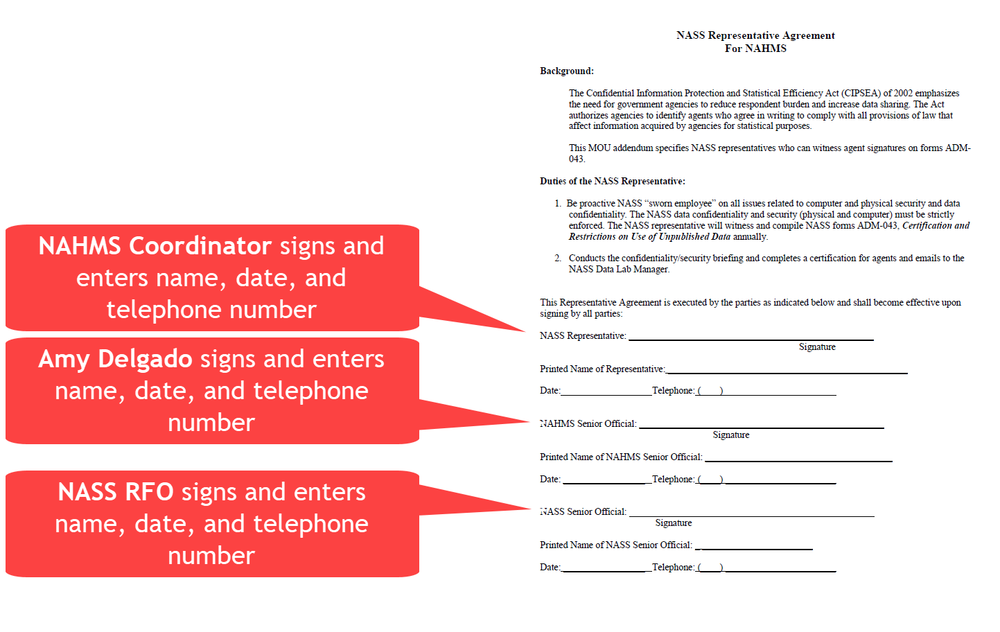 NASS Representative Agreement
For NAHMS
Background:
The Confidential Information Protection and Statistical Efficiency Act (CIPSEA) of 2002 emphasizes
the need for government agencies to reduce respondent burden and increase data sharing. The Act
authorizes agencies to identify agents who agree in writing to comply with all provisions of law that
affect information acquired by agencies for statistical purposes.
This MOU addendum specifies NASS representatives who can witness agent signatures on forms ADM-
043.
Duties of the NASS Representative:
1. Be proactive NASS “sworn employee” on all issues related to computer and physical security and data
confidentiality. The NASS data confidentiality and security (physical and computer) must be strictly
enforced. The NASS representative will witness and compile NASS forms ADM-043, Certification and
Restrictions on Use of Unpublished Data annually.
2. Conducts the confidentiality/security briefing and completes a certification for agents and emails to the
NASS Data Lab Manager.
This Representative Agreement is executed by the parties as indicated below and shall become effective upon
signing by all parties:
NAHMS Coordinator signs and
enters name, date, and
telephone number
NASS Representative: ____________________
Signature
Printed Name of Representative: ____________________
Date: __________ Telephone: (    ) __________
Amy Delgado signs and enters
name, date, and telephone
number
NAHMS Senior Official: ____________________
Signature
Printed Name of NAHMS Senior Official: ____________________
Date: __________ Telephone: (    ) __________
NASS RFO signs and enters
name, date, and telephone
number
NASS Senior Official: ____________________
Signature
Printed Name of NASS Senior Official: ____________________
Date: __________ Telephone: (    ) __________